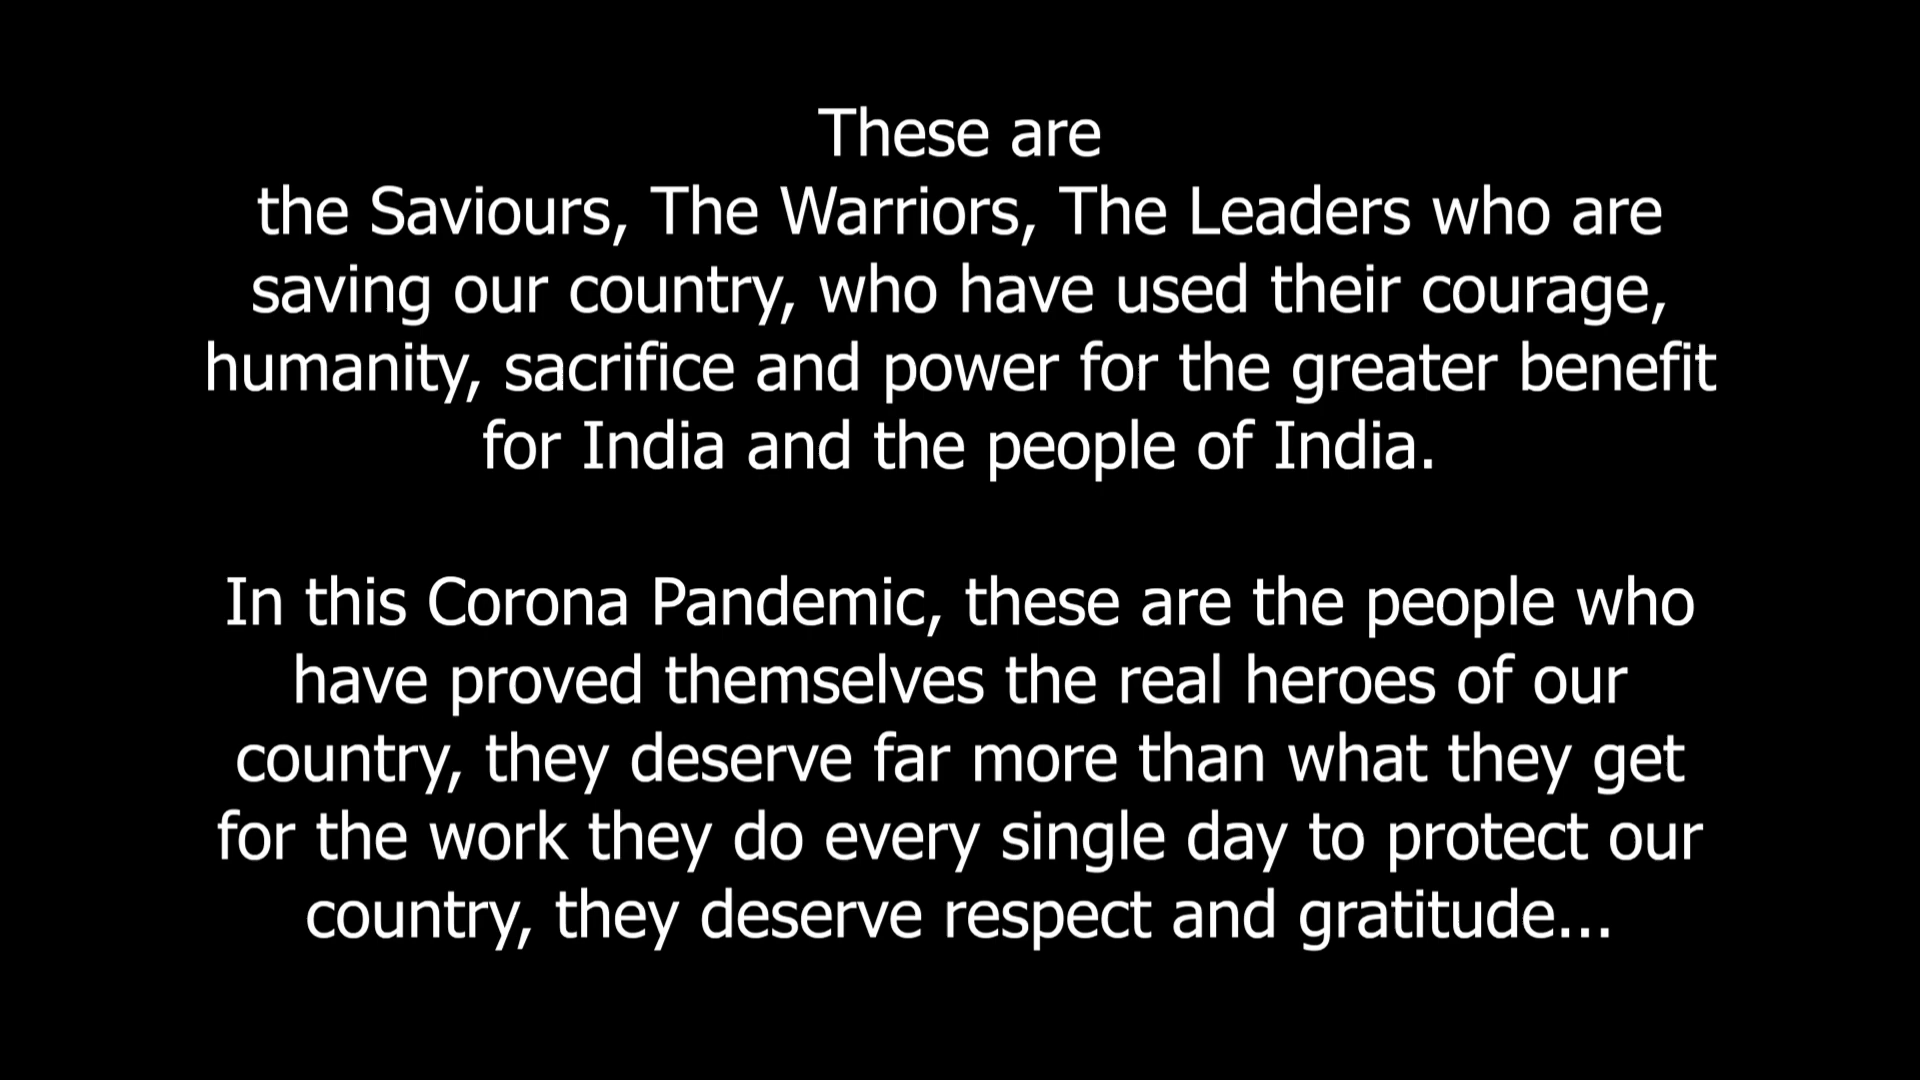 These are
the Saviours, The Warriors, The Leaders who are
saving our country, who have used their courage,
humanity, sacrifice and power for the greater benefit
for India and the people of India.
In this Corona Pandemic, these are the people who
have proved themselves the real heroes of our
country, they deserve far more than what they get
for the work they do every single day to protect our
country, they deserve respect and gratitude...